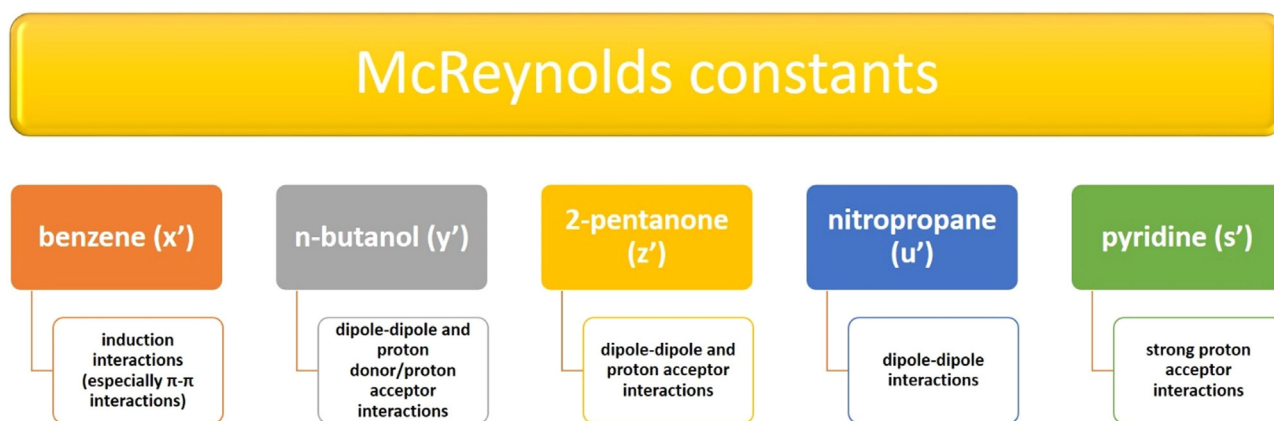 McReynolds constants
benzene (x’)
n-butanol (y’)
2-pentanone
(z’)
nitropropane
(u’)
pyridine (s’)
induction
interactions
(especially π-π
interactions)
dipole-dipole and
proton
donor/proton
acceptor
interactions
dipole-dipole and
proton acceptor
interactions
dipole-dipole
interactions
strong proton
acceptor
interactions